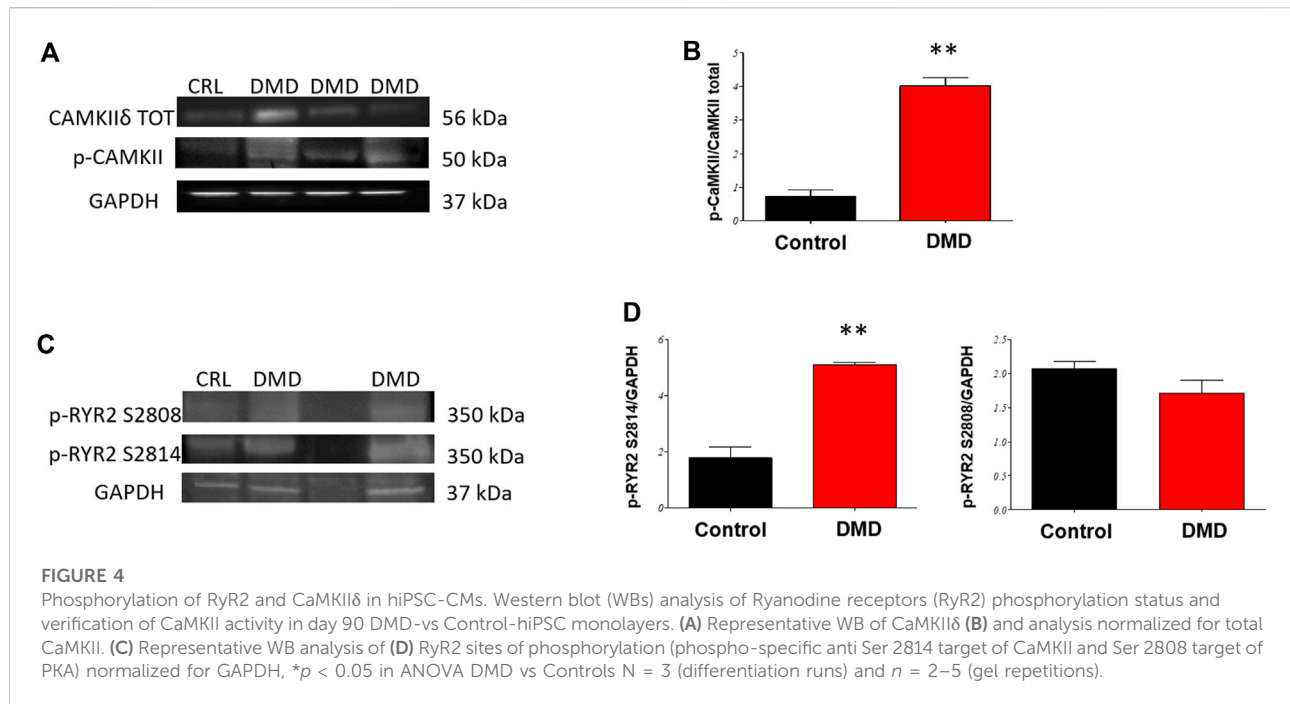 A
CRL DMD DMD DMD
CAMKIIδ TOT 56 kDa
p-CAMKII 50 kDa
GAPDH 37 kDa
B
**
p-CaMKII/CaMKII total
5
4
3
2
1
0
Control DMD
C
CRL DMD DMD
p-RYR2 S2808 350 kDa
p-RYR2 S2814 350 kDa
GAPDH 37 kDa
D
**
p-RYR2 S2814/GAPDH
6
4
2
0
Control DMD
p-RYR2 S2808/GAPDH
2.5
2.0
1.5
1.0
0.5
0.0
Control DMD
FIGURE 4
Phosphorylation of RyR2 and CaMKIIδ in hiPSC-CMs. Western blot (WBs) analysis of Ryanodine receptors (RyR2) phosphorylation status and
verification of CaMKII activity in day 90 DMD-vs Control-hiPSC monolayers. (A) Representative WB of CaMKIIδ (B) and analysis normalized for total
CaMKII. (C) Representative WB analysis of (D) RyR2 sites of phosphorylation (phospho-specific anti Ser 2814 target of CaMKII and Ser 2808 target of
PKA) normalized for GAPDH, *p < 0.05 in ANOVA DMD vs Controls N = 3 (differentiation runs) and n = 2–5 (gel repetitions).